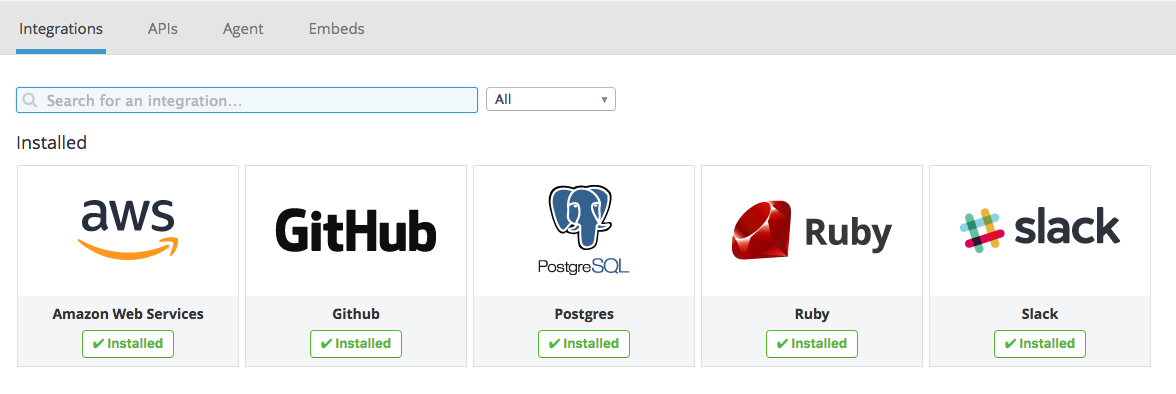 Integrations APIs Agent Embeds
Search for an integration... All
Installed
aws GitHub PostgreSQL Ruby slack
Amazon Web Services Github Postgres Ruby Slack
✔ Installed ✔ Installed ✔ Installed ✔ Installed ✔ Installed